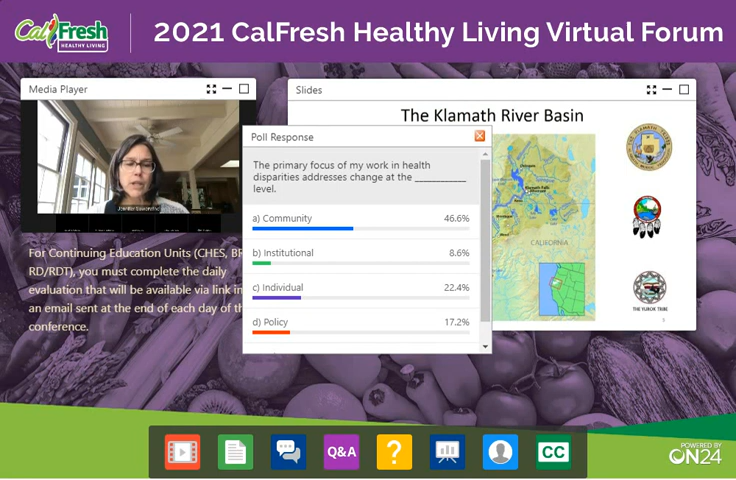 CalFresh
HEALTHY LIVING
2021 CalFresh Healthy Living Virtual Forum
Media Player
Slides
The Klamath River Basin
Poll Response
The primary focus of my work in health
disparities addresses change at the ____________
level.
a) Community 46.6%
b) Institutional 8.6%
c) Individual 22.4%
d) Policy 17.2%
For Continuing Education Units (CHES,
RD/RDT), you must complete the daily
evaluation that will be available via link in
an email sent at the end of each day of
conference.
CALIFORNIA
THE YUROK TRIBE
Q&A
?
CC
POWERED BY
ON24